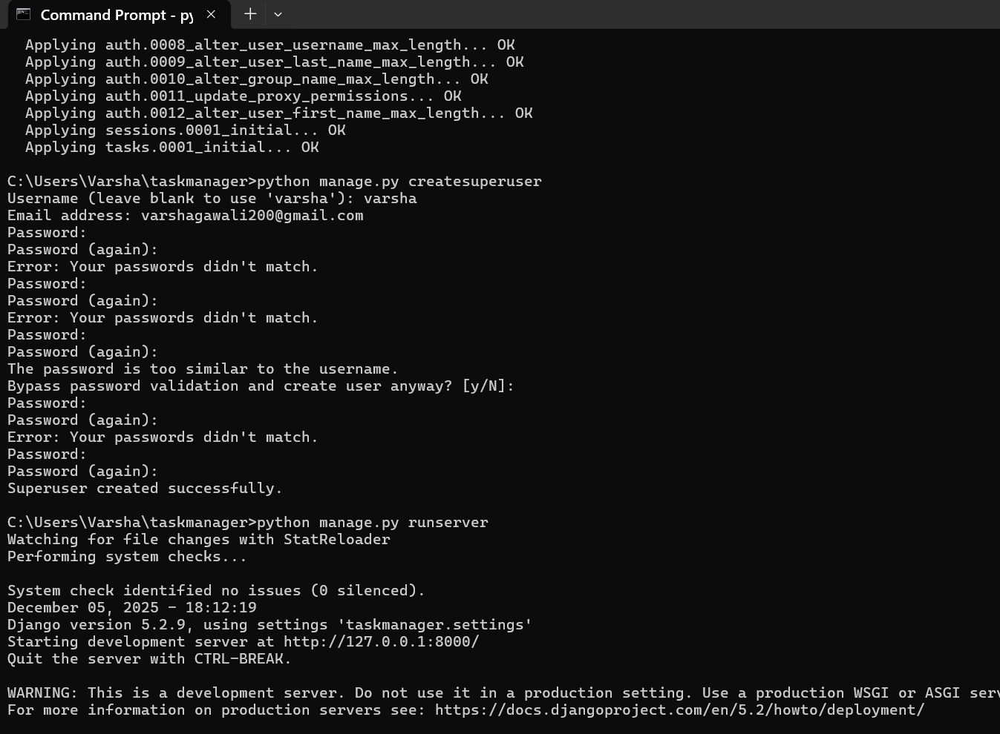 Command Prompt - py
Applying auth.0008_alter_user_username_max_length... OK
Applying auth.0009_alter_user_last_name_max_length... OK
Applying auth.0010_alter_group_name_max_length... OK
Applying auth.0011_update_proxy_permissions... OK
Applying auth.0012_alter_user_first_name_max_length... OK
Applying sessions.0001_initial... OK
Applying tasks.0001_initial... OK
C:\Users\Varsha\taskmanager>python manage.py createsuperuser
Username (leave blank to use 'varsha'): varsha
Email address: varshagawali200@gmail.com
Password:
Password (again):
Error: Your passwords didn't match.
Password:
Password (again):
Error: Your passwords didn't match.
Password:
Password (again):
The password is too similar to the username.
Bypass password validation and create user anyway? [y/N]:
Password:
Password (again):
Error: Your passwords didn't match.
Password:
Password (again):
Superuser created successfully.
C:\Users\Varsha\taskmanager>python manage.py runserver
Watching for file changes with StatReloader
Performing system checks...
System check identified no issues (0 silenced).
December 05, 2025 - 18:12:19
Django version 5.2.9, using settings 'taskmanager.settings'
Starting development server at http://127.0.0.1:8000/
Quit the server with CTRL-BREAK.
WARNING: This is a development server. Do not use it in a production setting. Use a production WSGI or ASGI serv
For more information on production servers see: https://docs.djangoproject.com/en/5.2/howto/deployment/